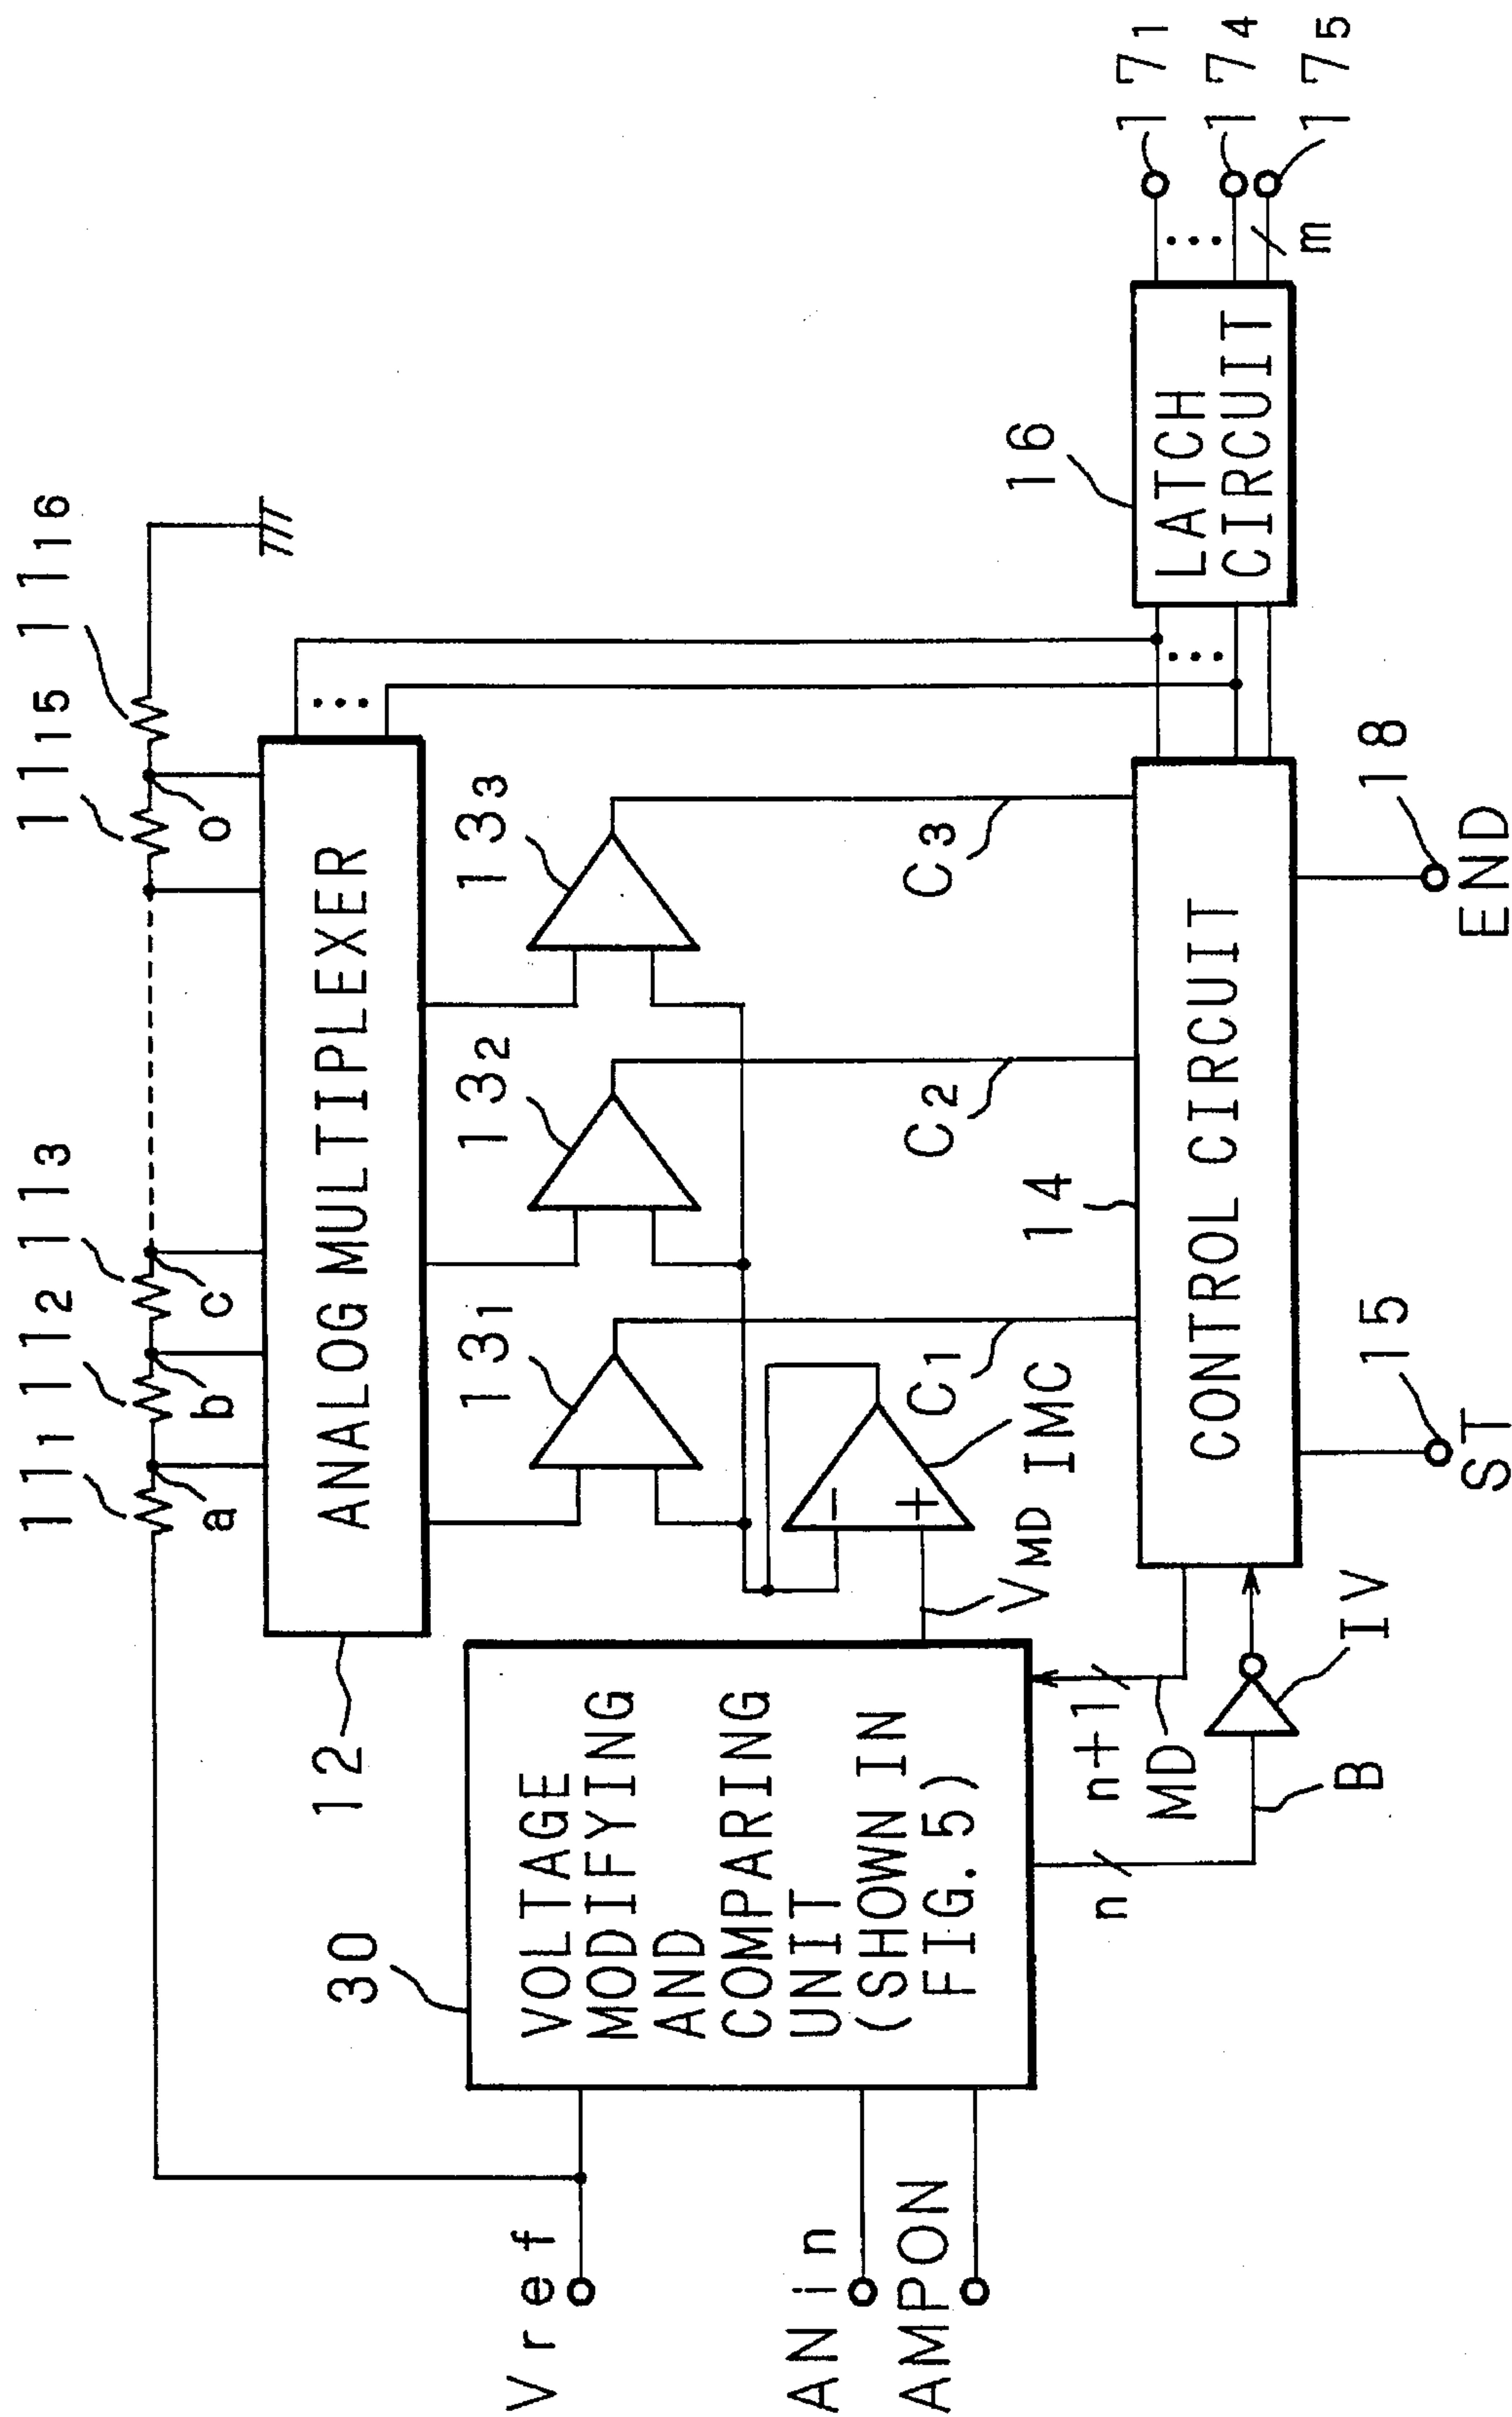 11₁
11₂
11₃
11₁₅
11₁₆
a
b
c
o
12
ANALOG MULTIPLEXER
13₁
13₂
13₃
30
VOLTAGE
MODIFYING
AND
COMPARING
UNIT
(SHOWN IN
FIG. 5)
Vref
ANin
AMPON
−
+
V_MD
IMC
C₁
C₂
C₃
n+1
MD
n
B
IV
14
CONTROL CIRCUIT
15
ST
18
END
16
LATCH
CIRCUIT
m
17₁
17₄
17₅